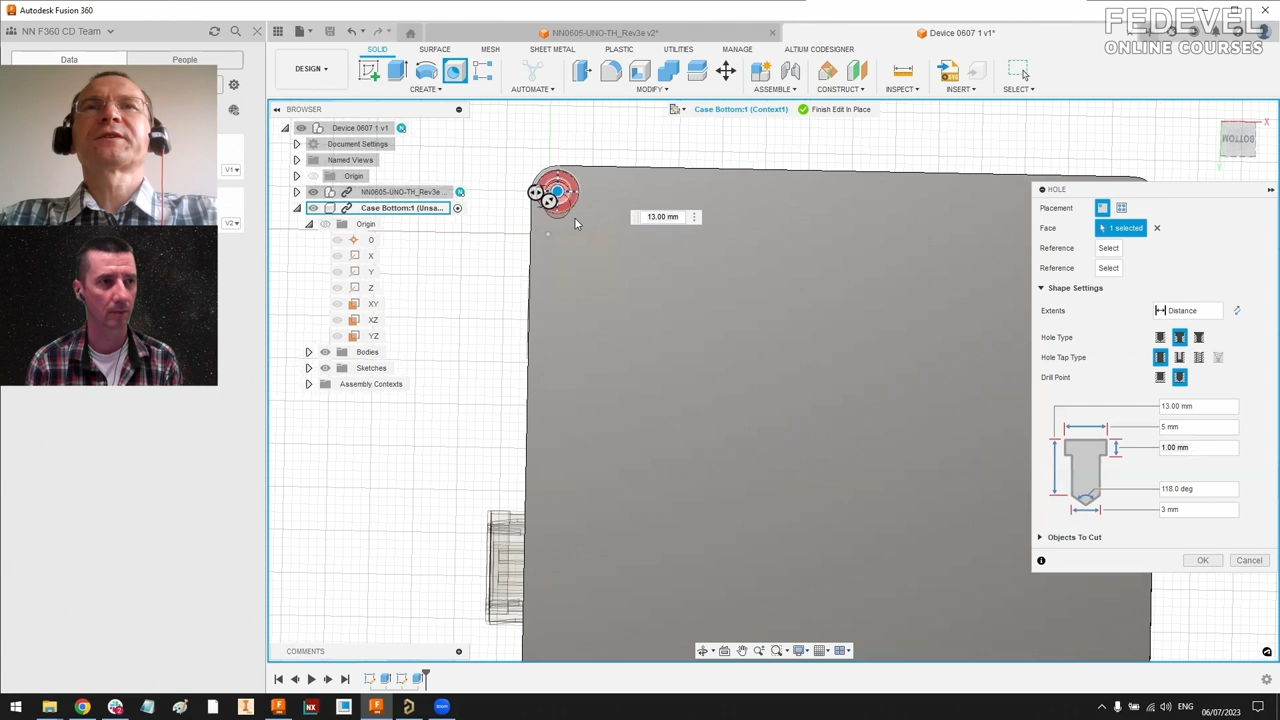 Autodesk Fusion 360
FEDEVEL
ONLINE COURSES
NN F360 CD Team
Data
People
V1
V2
NN0605-UNO-TH_Rev3e v2*
Device 0607 1 v1*
DESIGN
SOLID
SURFACE
MESH
SHEET METAL
PLASTIC
UTILITIES
MANAGE
ALTIUM CODESIGNER
CREATE
AUTOMATE
MODIFY
ASSEMBLE
CONSTRUCT
INSPECT
INSERT
SELECT
BROWSER
Case Bottom:1 (Context1)
Finish Edit In Place
Device 0607 1 v1
Document Settings
Named Views
Origin
NN0605-UNO-TH_Rev3e ...
Case Bottom:1 (Unsa...
Origin
O
X
Y
Z
XY
XZ
YZ
Bodies
Sketches
Assembly Contexts
13.00 mm
BOTTOM
X
HOLE
Placement
Face
1 selected
Reference
Select
Reference
Select
Shape Settings
Extents
Distance
Hole Type
Hole Tap Type
Drill Point
13.00 mm
5 mm
1.00 mm
118.0 deg
3 mm
Objects To Cut
OK
Cancel
COMMENTS
ENG
06/07/2023